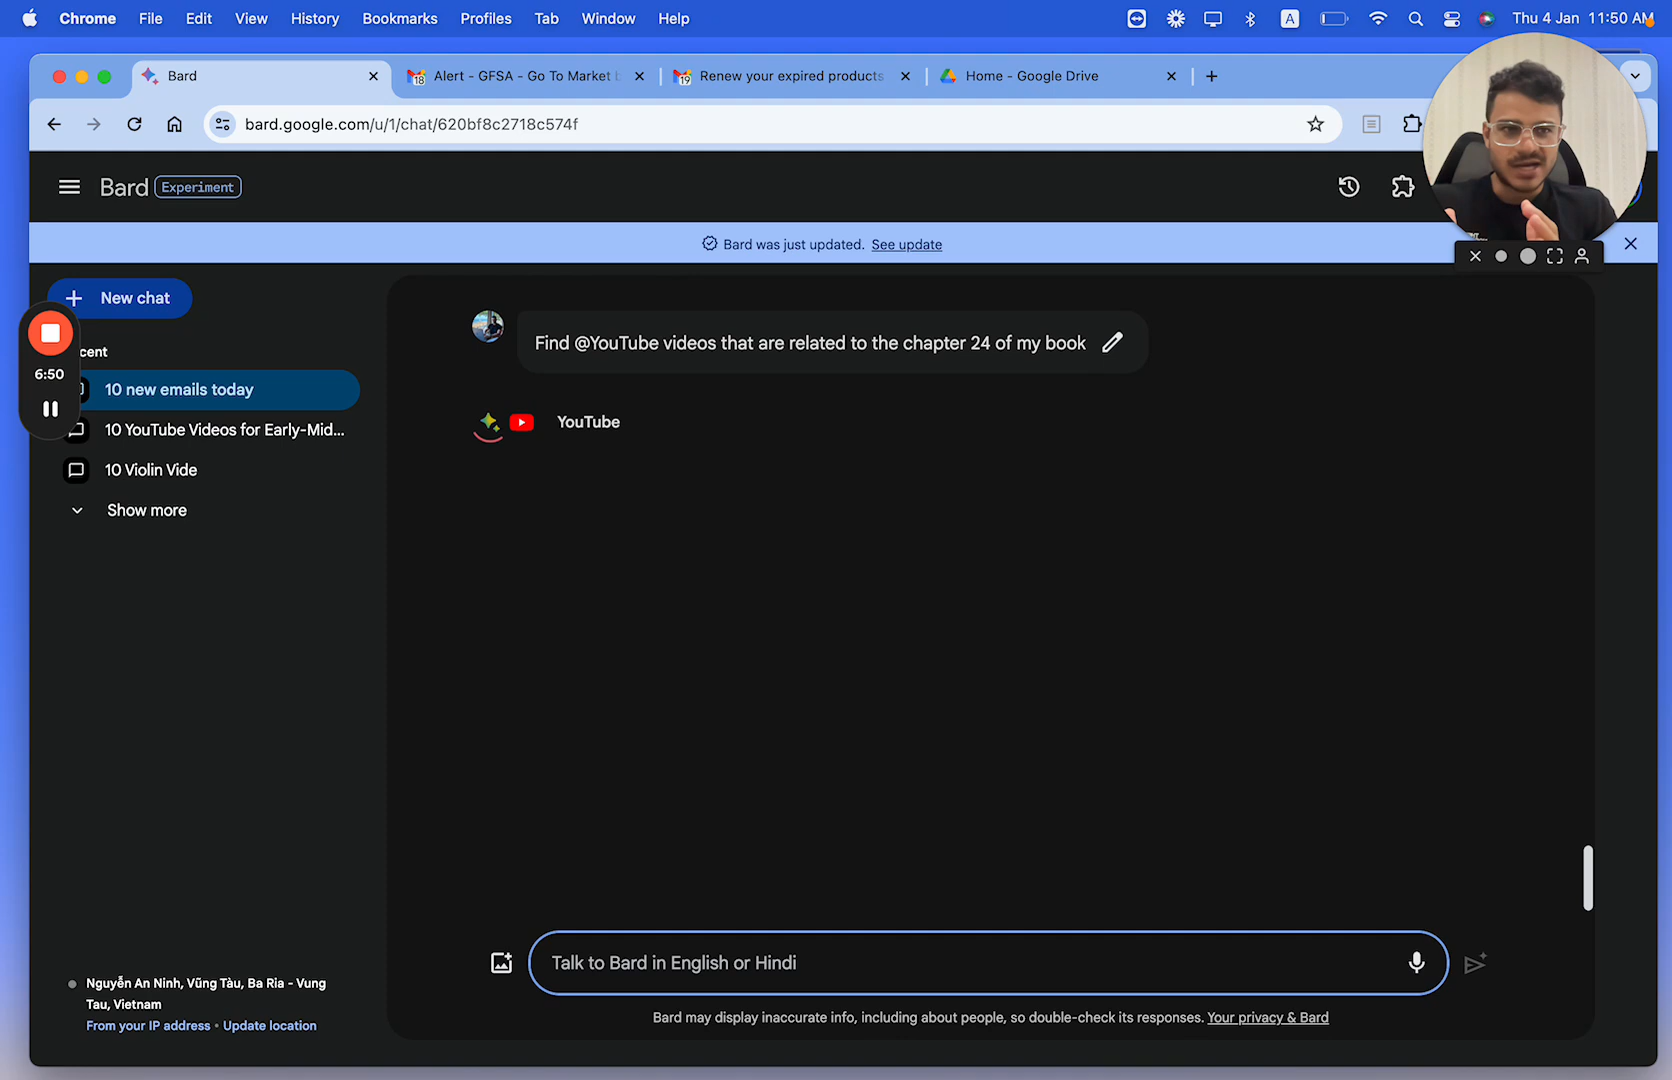 Chrome File Edit View History Bookmarks Profiles Tab Window Help A Thu 4 Jan 11:50 AM
Bard 18 Alert - GFSA - Go To Market 19 Renew your expired products Home - Google Drive
bard.google.com/u/1/chat/620bf8c2718c574f
Bard Experiment
Bard was just updated. See update
New chat
cent
6:50
10 new emails today
10 YouTube Videos for Early-Mid...
10 Violin Vide
Show more
Find @YouTube videos that are related to the chapter 24 of my book
YouTube
Talk to Bard in English or Hindi
Nguyễn An Ninh, Vũng Tàu, Ba Ria - Vung
Tau, Vietnam
From your IP address • Update location
Bard may display inaccurate info, including about people, so double-check its responses. Your privacy & Bard